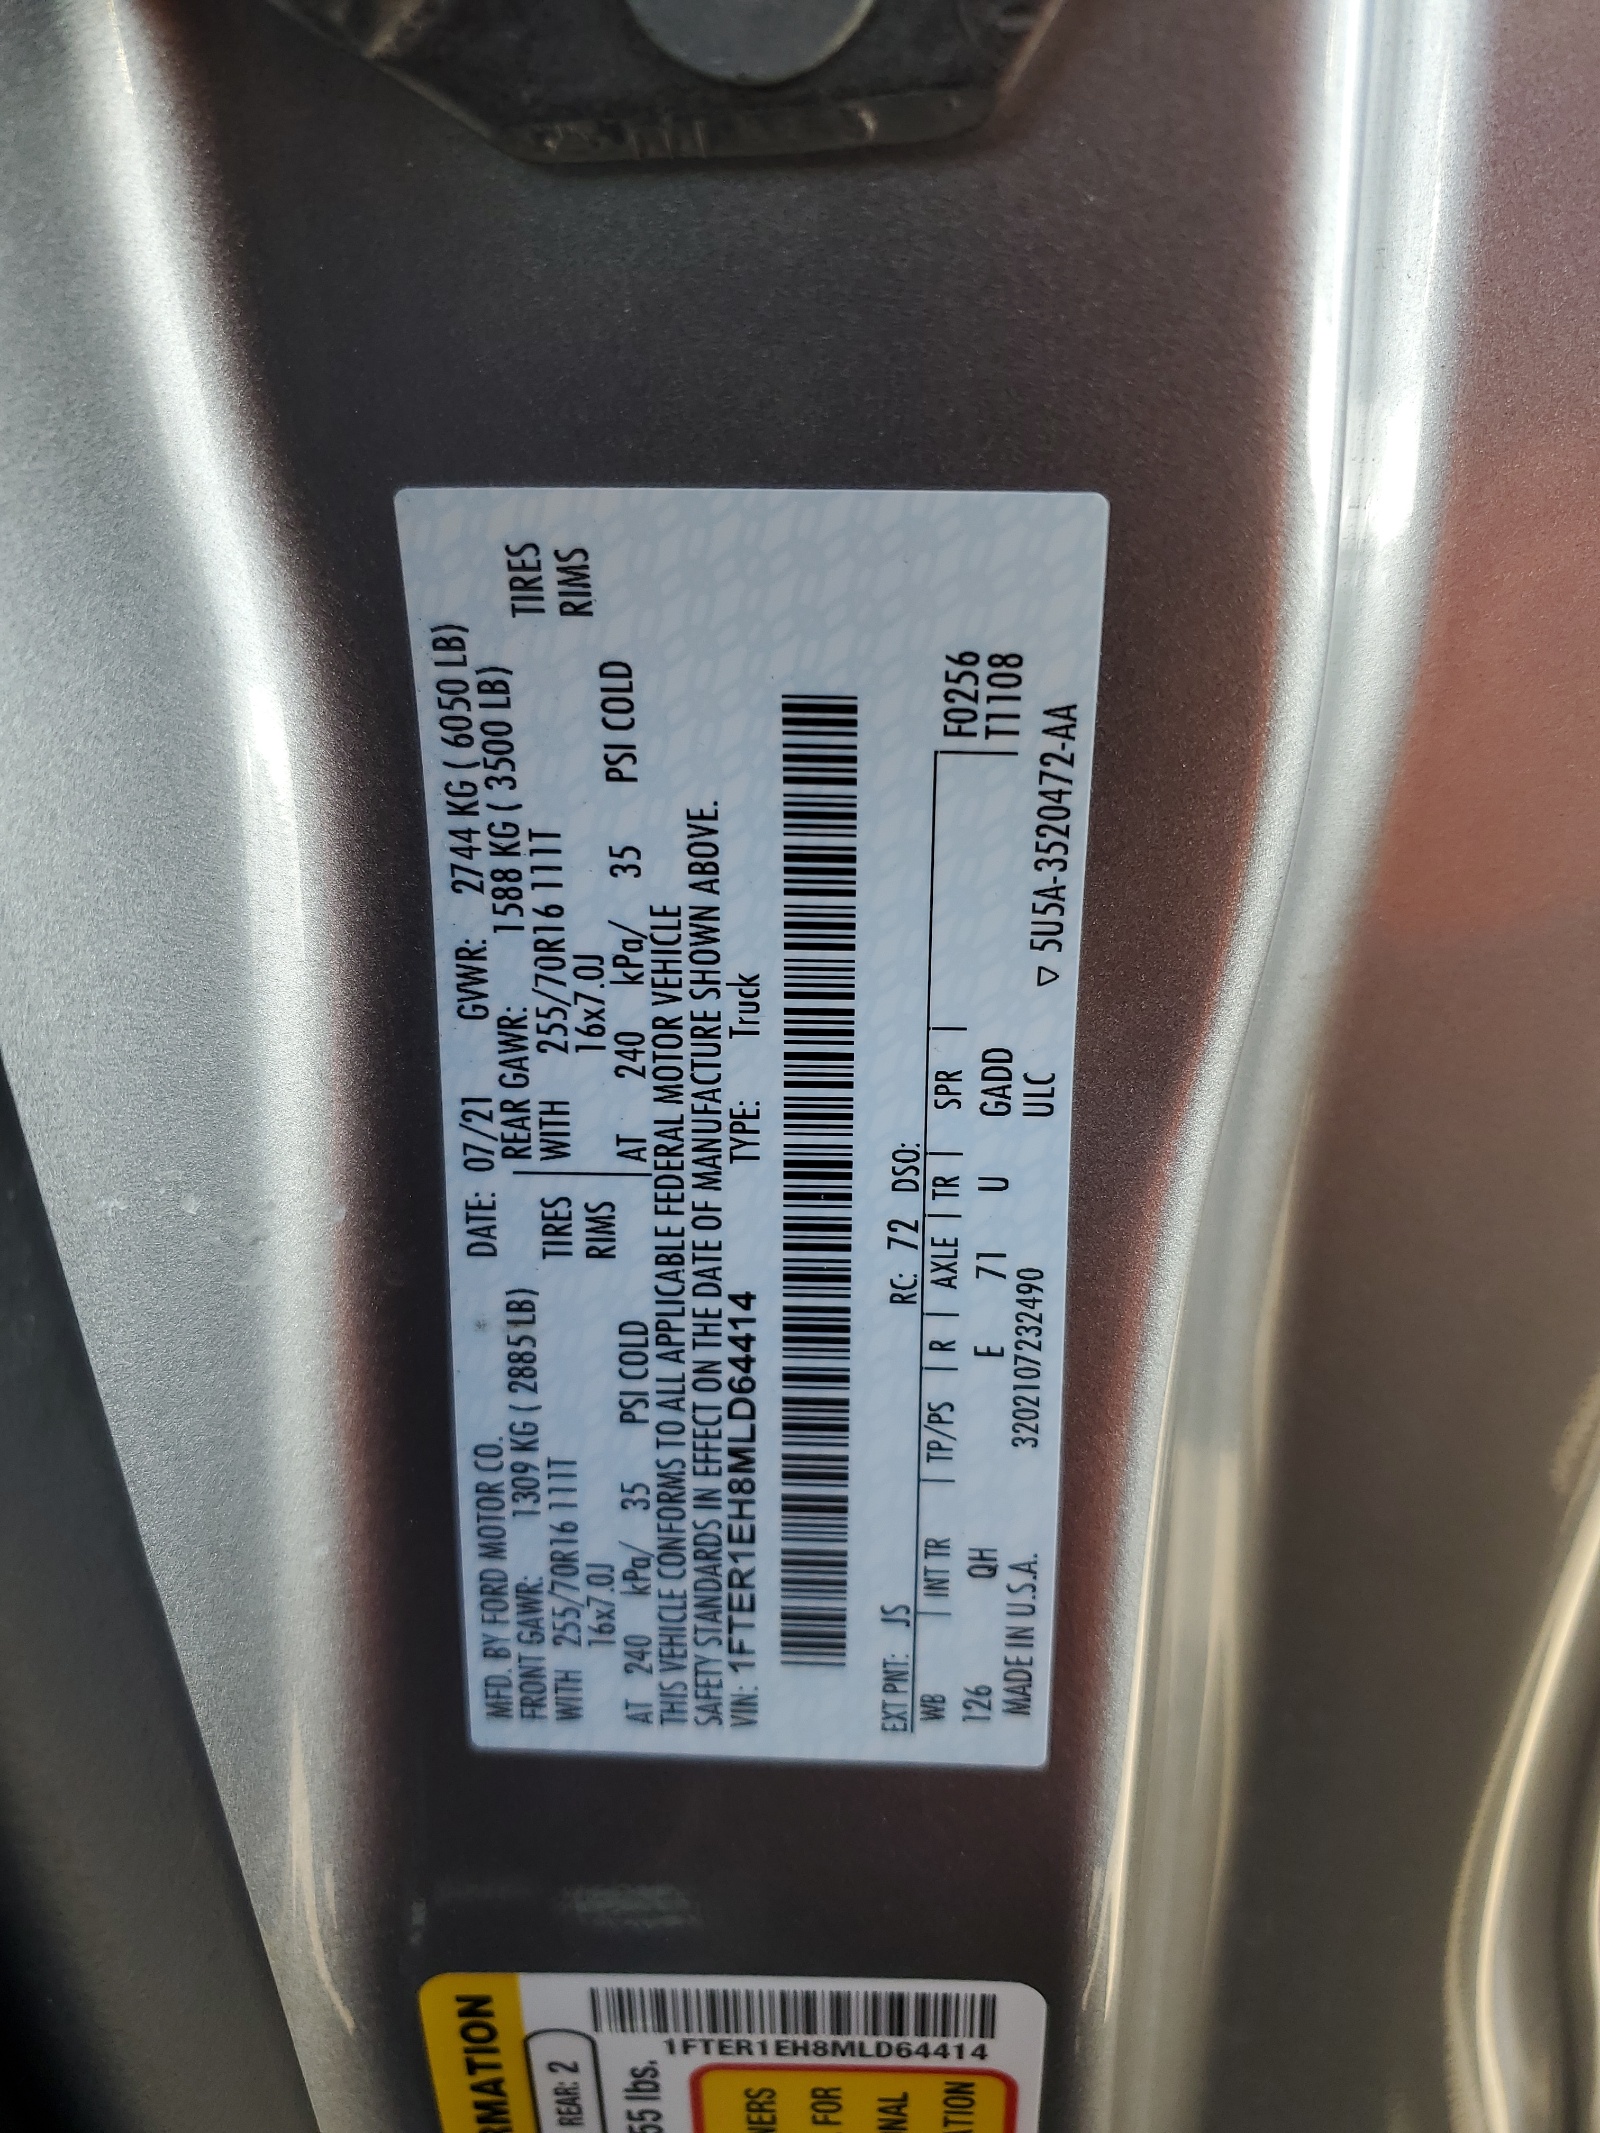 MFD. BY FORD MOTOR CO. DATE: 07/21 GVWR: 2744 KG ( 6050 LB)
FRONT GAWR: 1309 KG ( 2885 LB) REAR GAWR: 1588 KG ( 3500 LB)
WITH 255/70R16 111T TIRES WITH 255/70R16 111T TIRES
16x7.0J RIMS 16x7.0J RIMS
AT 240 kPa/ 35 PSI COLD AT 240 kPa/ 35 PSI COLD
THIS VEHICLE CONFORMS TO ALL APPLICABLE FEDERAL MOTOR VEHICLE
SAFETY STANDARDS IN EFFECT ON THE DATE OF MANUFACTURE SHOWN ABOVE.
VIN: 1FTER1EH8MLD64414 TYPE: Truck
EXT PNT: JS RC: 72 DSO:
WB | INT TR | TP/PS | R | AXLE | TR | SPR | | F0256
126 QH E 71 U GADD | T1108
MADE IN U.S.A. 3202107232490 ULC ▽ 5U5A-3520472-AA
RMATION
REAR: 2
55 lbs.
1FTER1EH8MLD64414
NERS
FOR
NAL
ATION